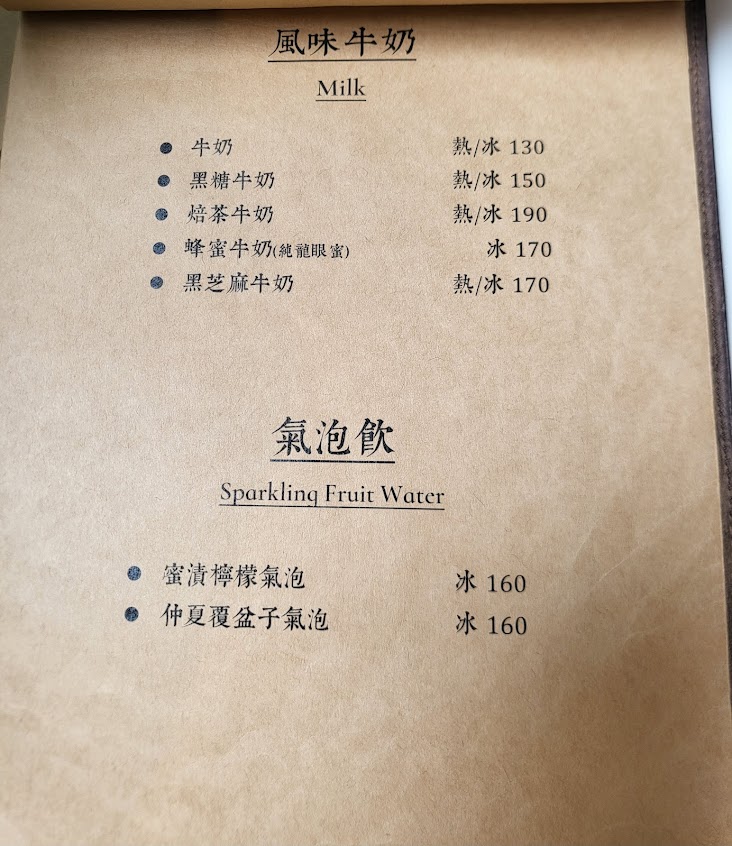 風味牛奶
Milk
● 牛奶 熱/冰 130
● 黑糖牛奶 熱/冰 150
● 焙茶牛奶 熱/冰 190
● 蜂蜜牛奶(純龍眼蜜) 冰 170
● 黑芝麻牛奶 熱/冰 170
氣泡飲
Sparkling Fruit Water
● 蜜漬檸檬氣泡 冰 160
● 仲夏覆盆子氣泡 冰 160